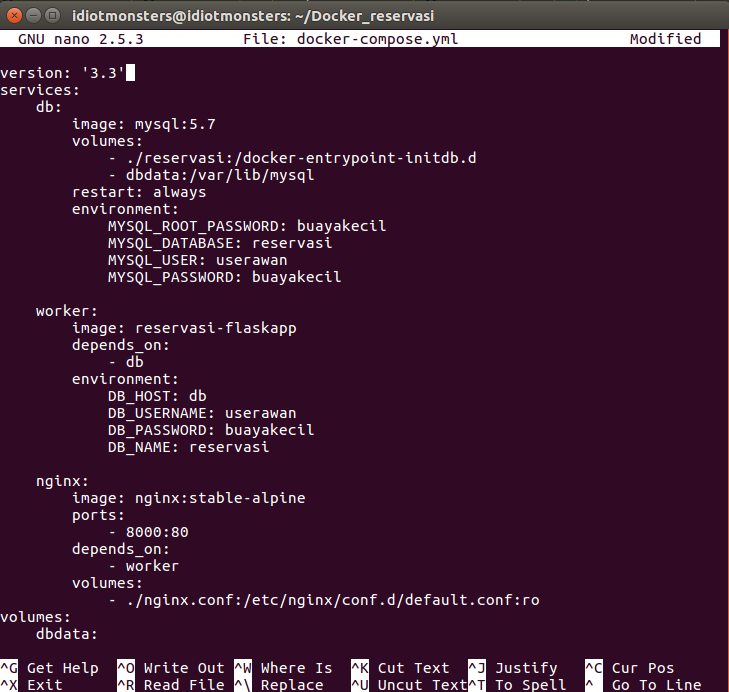 idiotmonsters@idiotmonsters: ~/Docker_reservasi
GNU nano 2.5.3 File: docker-compose.yml Modified
version: '3.3'
services:
    db:
        image: mysql:5.7
        volumes:
            - ./reservasi:/docker-entrypoint-initdb.d
            - dbdata:/var/lib/mysql
        restart: always
        environment:
            MYSQL_ROOT_PASSWORD: buayakecil
            MYSQL_DATABASE: reservasi
            MYSQL_USER: userawan
            MYSQL_PASSWORD: buayakecil
    worker:
        image: reservasi-flaskapp
        depends_on:
            - db
        environment:
            DB_HOST: db
            DB_USERNAME: userawan
            DB_PASSWORD: buayakecil
            DB_NAME: reservasi
    nginx:
        image: nginx:stable-alpine
        ports:
            - 8000:80
        depends_on:
            - worker
        volumes:
            - ./nginx.conf:/etc/nginx/conf.d/default.conf:ro
volumes:
    dbdata:
^G Get Help ^O Write Out ^W Where Is ^K Cut Text ^J Justify ^C Cur Pos
^X Exit ^R Read File ^\ Replace ^U Uncut Text ^T To Spell ^_ Go To Line